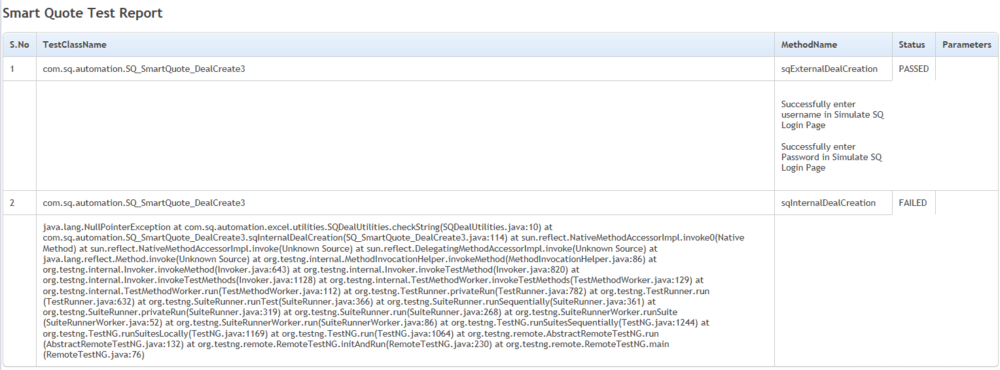 Smart Quote Test Report
S.No TestClassName MethodName Status Parameters
1 com.sq.automation.SQ_SmartQuote_DealCreate3 sqExternalDealCreation PASSED
Successfully enter
username in Simulate SQ
Login Page
Successfully enter
Password in Simulate SQ
Login Page
2 com.sq.automation.SQ_SmartQuote_DealCreate3 sqInternalDealCreation FAILED
java.lang.NullPointerException at com.sq.automation.excel.utilities.SQDealUtilities.checkString(SQDealUtilities.java:10) at
com.sq.automation.SQ_SmartQuote_DealCreate3.sqInternalDealCreation(SQ_SmartQuote_DealCreate3.java:114) at sun.reflect.NativeMethodAccessorImpl.invoke0(Native
Method) at sun.reflect.NativeMethodAccessorImpl.invoke(Unknown Source) at sun.reflect.DelegatingMethodAccessorImpl.invoke(Unknown Source) at
java.lang.reflect.Method.invoke(Unknown Source) at org.testng.internal.MethodInvocationHelper.invokeMethod(MethodInvocationHelper.java:86) at
org.testng.internal.Invoker.invokeMethod(Invoker.java:643) at org.testng.internal.Invoker.invokeTestMethod(Invoker.java:820) at
org.testng.internal.Invoker.invokeTestMethods(Invoker.java:1128) at org.testng.internal.TestMethodWorker.invokeTestMethods(TestMethodWorker.java:129) at
org.testng.internal.TestMethodWorker.run(TestMethodWorker.java:112) at org.testng.TestRunner.privateRun(TestRunner.java:782) at org.testng.TestRunner.run
(TestRunner.java:632) at org.testng.SuiteRunner.runTest(SuiteRunner.java:366) at org.testng.SuiteRunner.runSequentially(SuiteRunner.java:361) at
org.testng.SuiteRunner.privateRun(SuiteRunner.java:319) at org.testng.SuiteRunner.run(SuiteRunner.java:268) at org.testng.SuiteRunnerWorker.runSuite
(SuiteRunnerWorker.java:52) at org.testng.SuiteRunnerWorker.run(SuiteRunnerWorker.java:86) at org.testng.TestNG.runSuitesSequentially(TestNG.java:1244) at
org.testng.TestNG.runSuitesLocally(TestNG.java:1169) at org.testng.TestNG.run(TestNG.java:1064) at org.testng.remote.AbstractRemoteTestNG.run
(AbstractRemoteTestNG.java:132) at org.testng.remote.RemoteTestNG.initAndRun(RemoteTestNG.java:230) at org.testng.remote.RemoteTestNG.main
(RemoteTestNG.java:76)